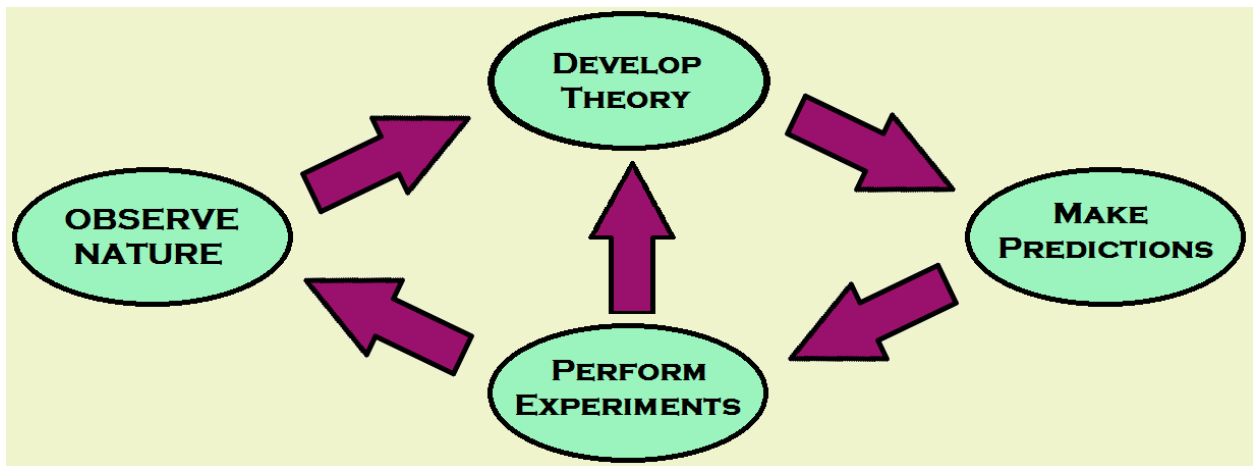 Develop
Theory
OBSERVE
NATURE
Make
Predictions
Perform
Experiments